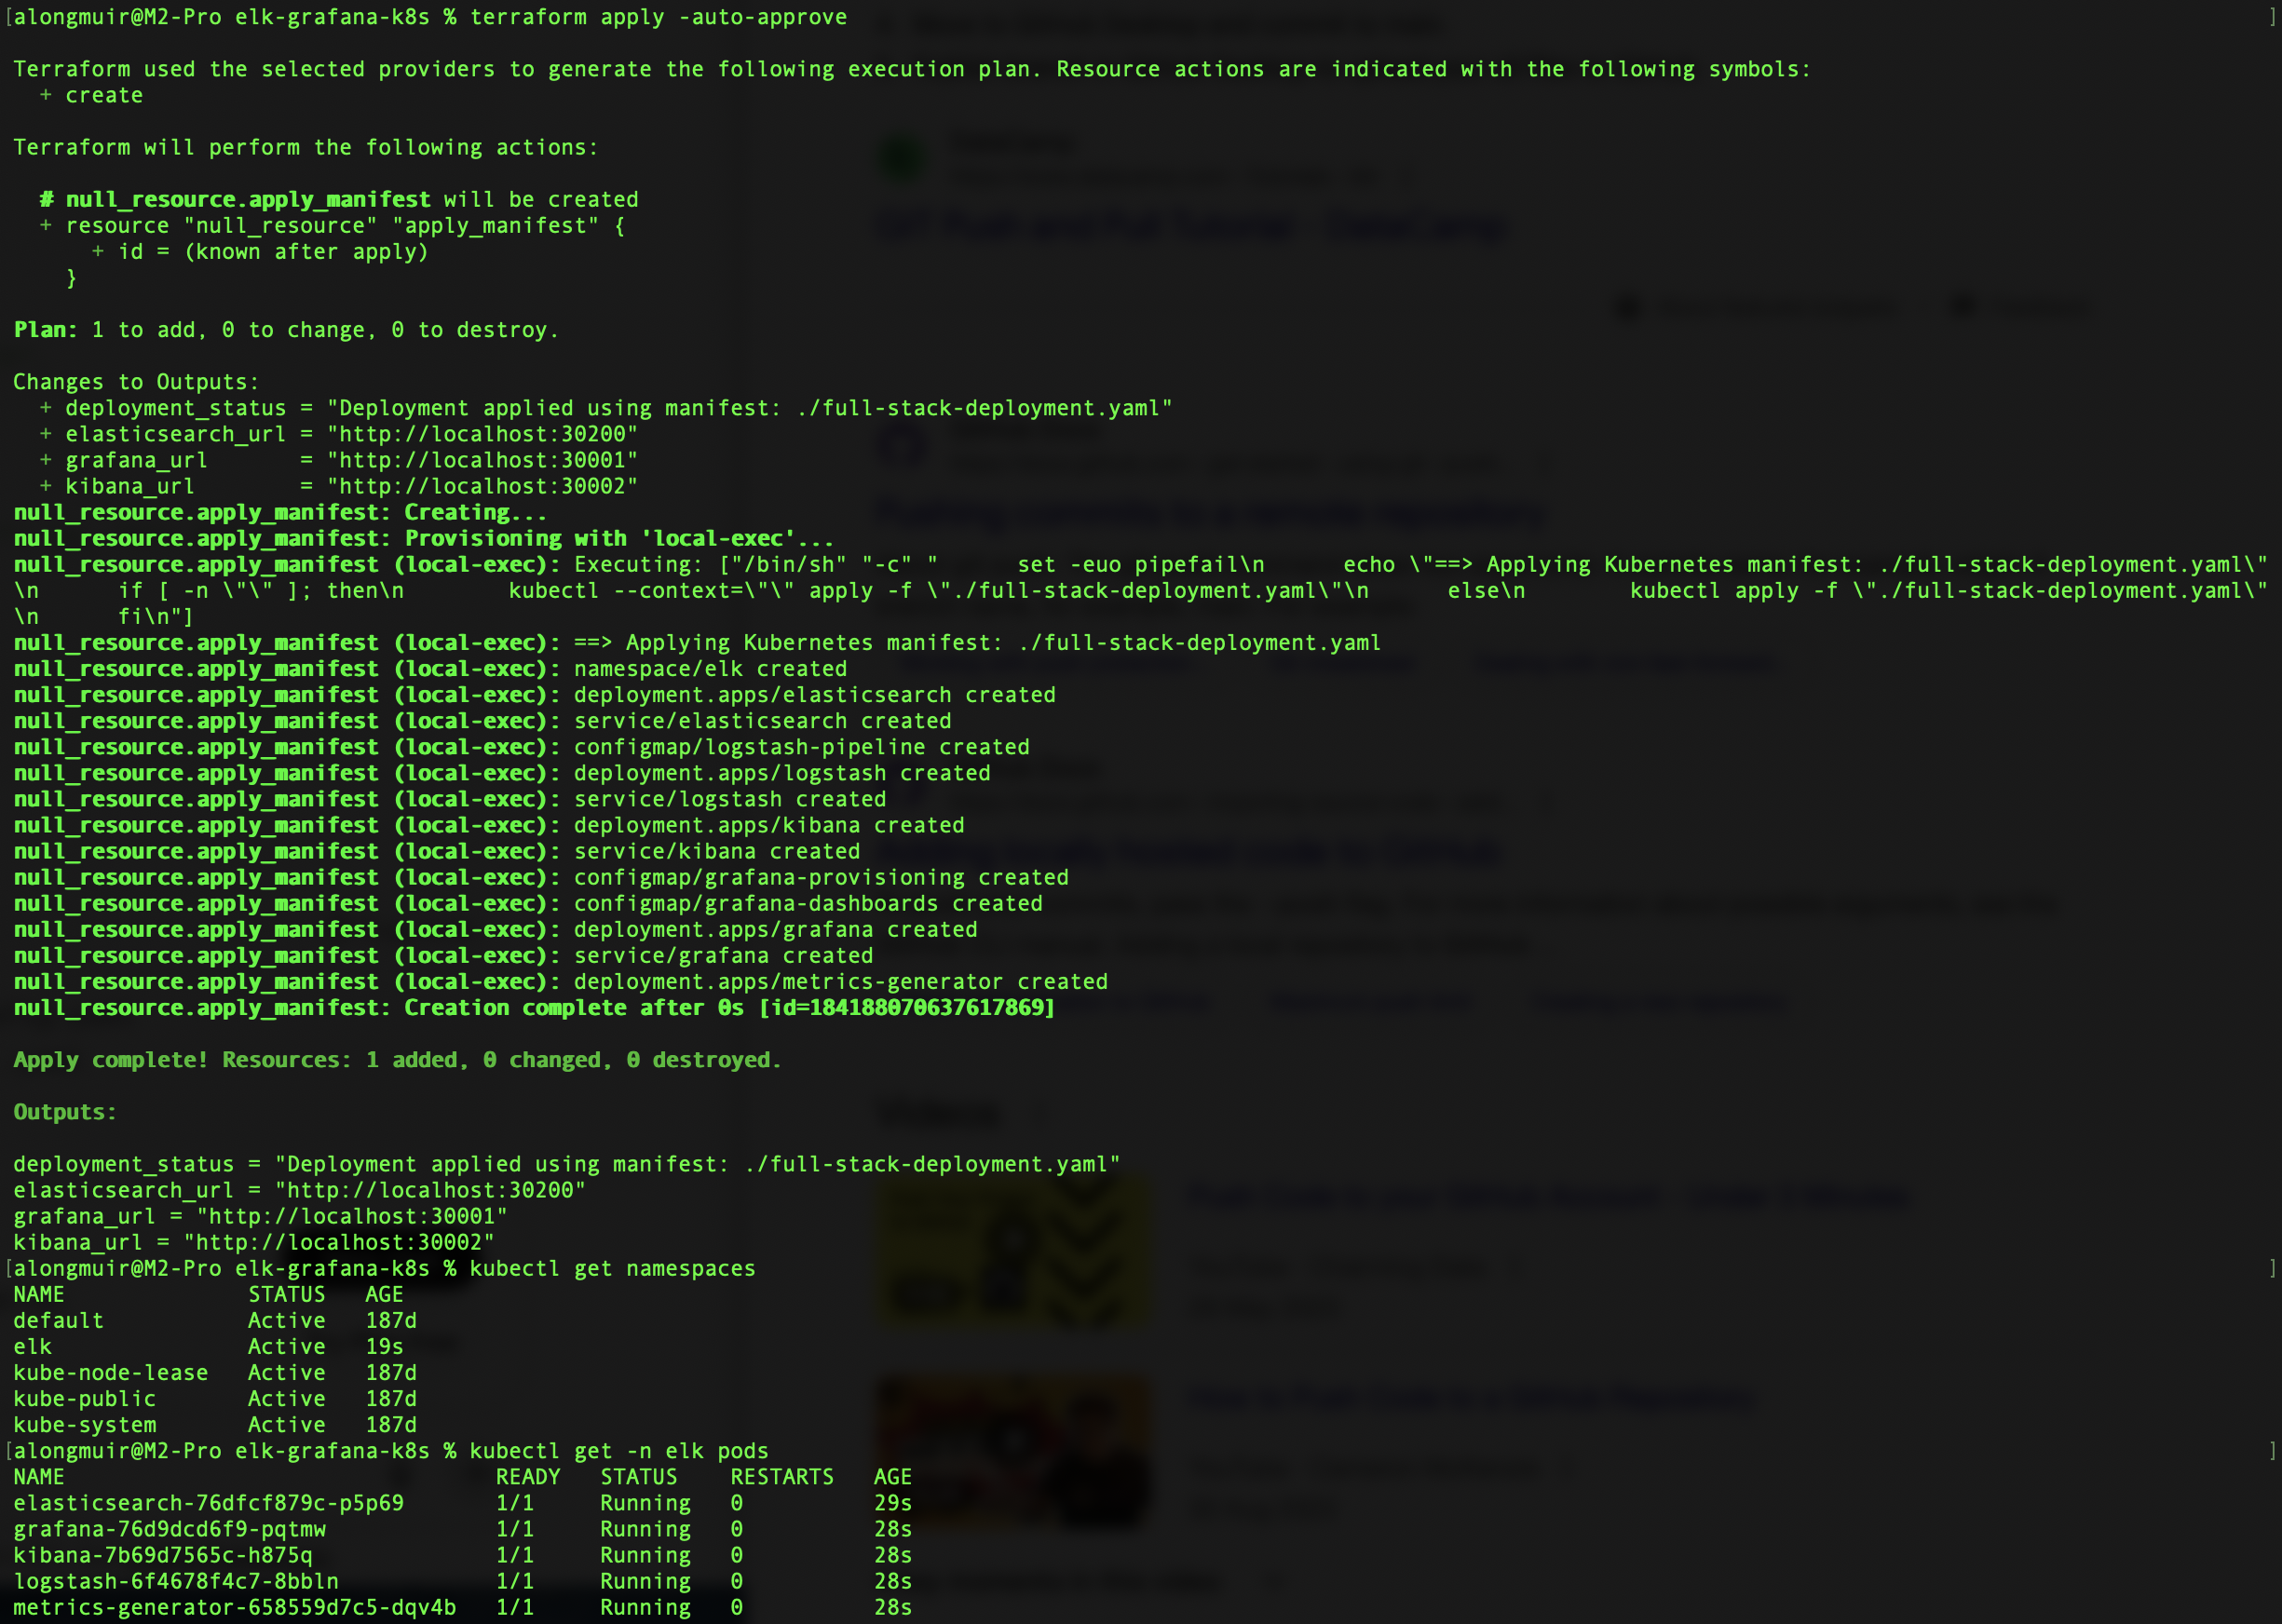 [alongmuir@M2-Pro elk-grafana-k8s % terraform apply -auto-approve ]
Terraform used the selected providers to generate the following execution plan. Resource actions are indicated with the following symbols:
  + create
Terraform will perform the following actions:
  # null_resource.apply_manifest will be created
  + resource "null_resource" "apply_manifest" {
      + id = (known after apply)
    }
Plan: 1 to add, 0 to change, 0 to destroy.
Changes to Outputs:
  + deployment_status = "Deployment applied using manifest: ./full-stack-deployment.yaml"
  + elasticsearch_url = "http://localhost:30200"
  + grafana_url       = "http://localhost:30001"
  + kibana_url        = "http://localhost:30002"
null_resource.apply_manifest: Creating...
null_resource.apply_manifest: Provisioning with 'local-exec'...
null_resource.apply_manifest (local-exec): Executing: ["/bin/sh" "-c" "      set -euo pipefail\n      echo \"==> Applying Kubernetes manifest: ./full-stack-deployment.yaml\"
\n      if [ -n \"\" ]; then\n        kubectl --context=\"\" apply -f \"./full-stack-deployment.yaml\"\n      else\n        kubectl apply -f \"./full-stack-deployment.yaml\"
\n      fi\n"]
null_resource.apply_manifest (local-exec): ==> Applying Kubernetes manifest: ./full-stack-deployment.yaml
null_resource.apply_manifest (local-exec): namespace/elk created
null_resource.apply_manifest (local-exec): deployment.apps/elasticsearch created
null_resource.apply_manifest (local-exec): service/elasticsearch created
null_resource.apply_manifest (local-exec): configmap/logstash-pipeline created
null_resource.apply_manifest (local-exec): deployment.apps/logstash created
null_resource.apply_manifest (local-exec): service/logstash created
null_resource.apply_manifest (local-exec): deployment.apps/kibana created
null_resource.apply_manifest (local-exec): service/kibana created
null_resource.apply_manifest (local-exec): configmap/grafana-provisioning created
null_resource.apply_manifest (local-exec): configmap/grafana-dashboards created
null_resource.apply_manifest (local-exec): deployment.apps/grafana created
null_resource.apply_manifest (local-exec): service/grafana created
null_resource.apply_manifest (local-exec): deployment.apps/metrics-generator created
null_resource.apply_manifest: Creation complete after 0s [id=184188070637617869]
Apply complete! Resources: 1 added, 0 changed, 0 destroyed.
Outputs:
deployment_status = "Deployment applied using manifest: ./full-stack-deployment.yaml"
elasticsearch_url = "http://localhost:30200"
grafana_url = "http://localhost:30001"
kibana_url = "http://localhost:30002"
[alongmuir@M2-Pro elk-grafana-k8s % kubectl get namespaces ]
NAME              STATUS   AGE
default           Active   187d
elk               Active   19s
kube-node-lease   Active   187d
kube-public       Active   187d
kube-system       Active   187d
[alongmuir@M2-Pro elk-grafana-k8s % kubectl get -n elk pods ]
NAME                                 READY   STATUS    RESTARTS   AGE
elasticsearch-76dfcf879c-p5p69       1/1     Running   0          29s
grafana-76d9dcd6f9-pqtmw             1/1     Running   0          28s
kibana-7b69d7565c-h875q              1/1     Running   0          28s
logstash-6f4678f4c7-8bbln            1/1     Running   0          28s
metrics-generator-658559d7c5-dqv4b   1/1     Running   0          28s